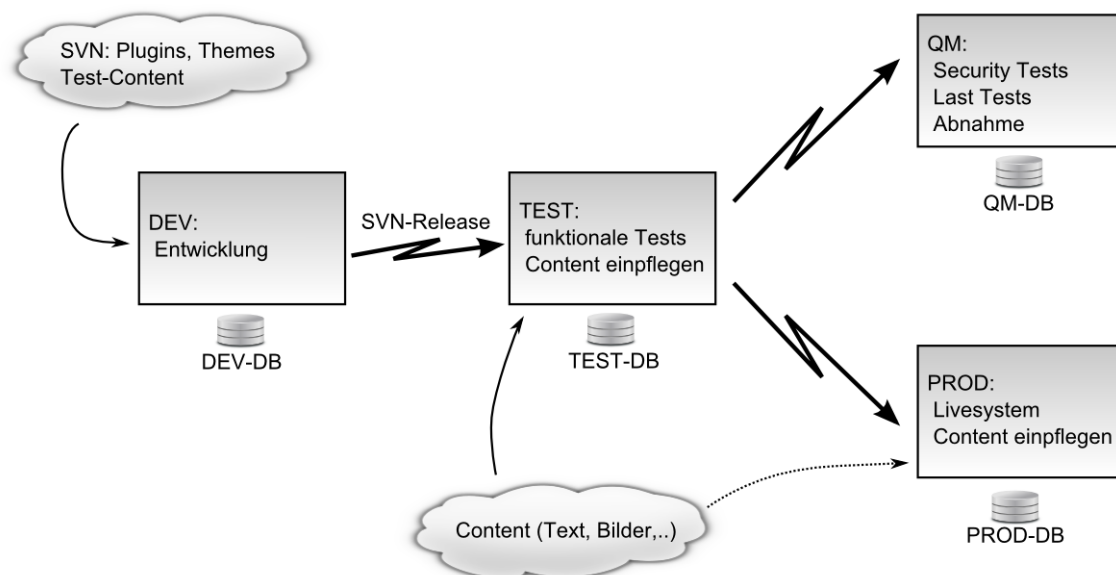 SVN: Plugins, Themes
Test-Content
DEV:
Entwicklung
DEV-DB
SVN-Release
TEST:
funktionale Tests
Content einpflegen
TEST-DB
QM:
Security Tests
Last Tests
Abnahme
QM-DB
PROD:
Livesystem
Content einpflegen
PROD-DB
Content (Text, Bilder,..)